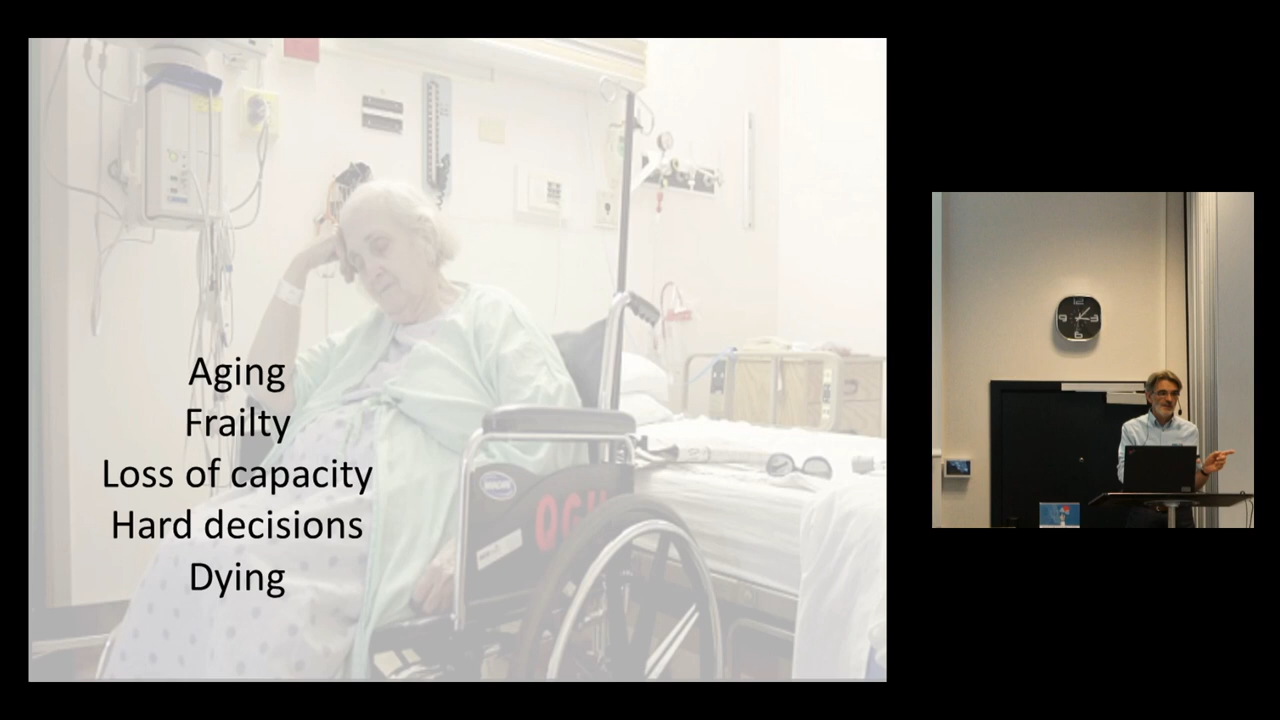 Aging
Frailty
Loss of capacity
Hard decisions
Dying